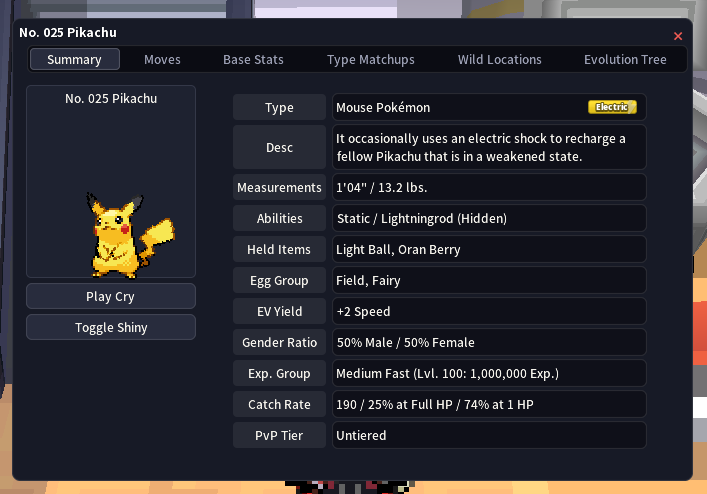 No. 025 Pikachu
×
Summary Moves Base Stats Type Matchups Wild Locations Evolution Tree
No. 025 Pikachu
Play Cry
Toggle Shiny
Type Mouse Pokémon Electric
Desc It occasionally uses an electric shock to recharge a
fellow Pikachu that is in a weakened state.
Measurements 1'04" / 13.2 lbs.
Abilities Static / Lightningrod (Hidden)
Held Items Light Ball, Oran Berry
Egg Group Field, Fairy
EV Yield +2 Speed
Gender Ratio 50% Male / 50% Female
Exp. Group Medium Fast (Lvl. 100: 1,000,000 Exp.)
Catch Rate 190 / 25% at Full HP / 74% at 1 HP
PvP Tier Untiered